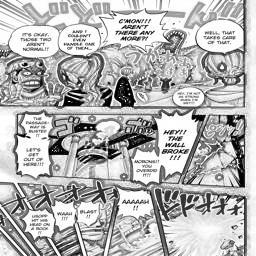 WELL, THAT
TAKES CARE
OF THAT.
C'MON!!!
AREN'T
THERE ANY
MORE?!
AND I
COULDN'T
EVEN
HANDLE ONE
OF THEM...
IT'S OKAY.
THOSE TWO
AREN'T
NORMAL!!
HEY!!
THE
WALL
BROKE
!!!
MORONS!!
YOU
OVERDID
IT!!!
THE
PASSAGE-
WAY IS
BUSTED
!!
LET'S
GET OUT
OF HERE!!!
AAAAAH
!!
BLAST
!!
WAAH
!!!
USOPP
HIT HIS
HEAD ON
A ROCK
!!